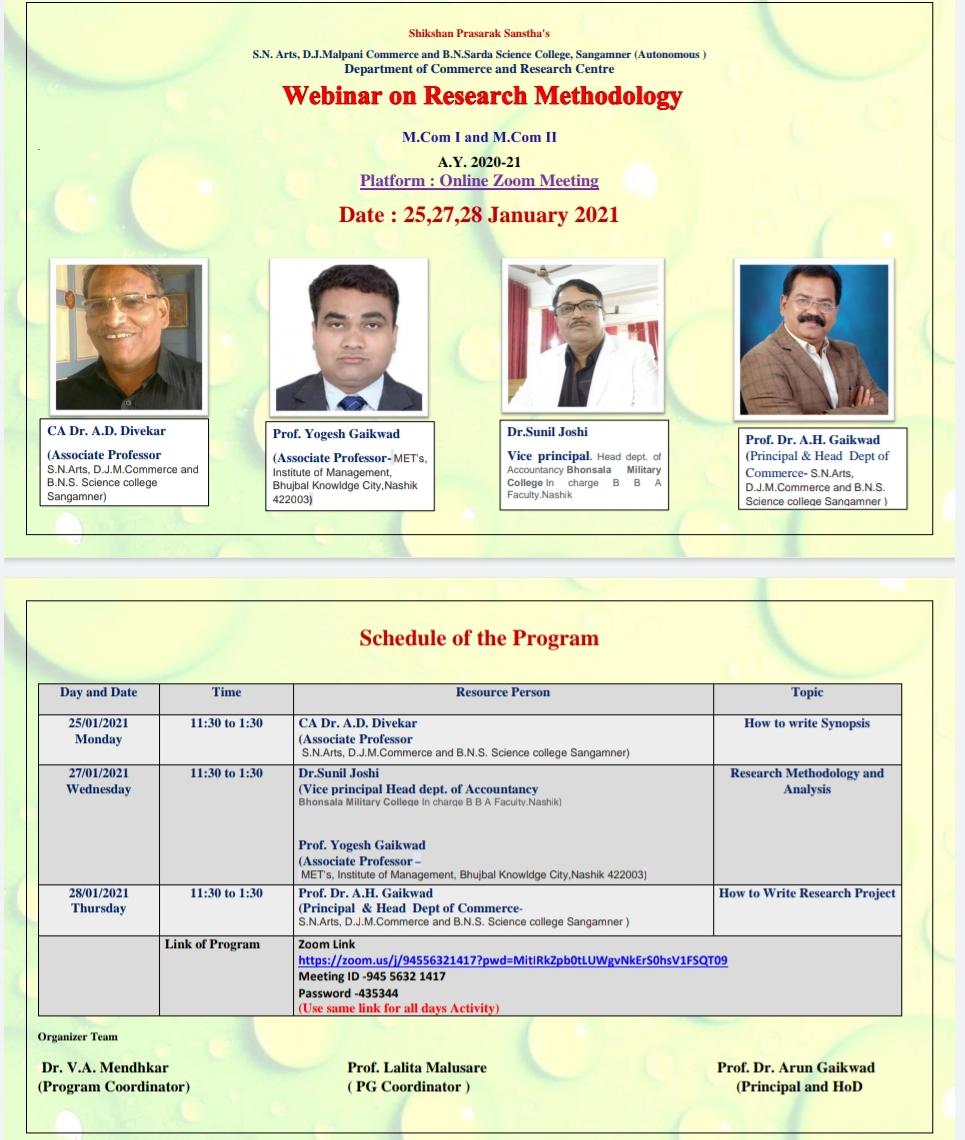 Shikshan Prasarak Sanstha's
S.N. Arts, D.J.Malpani Commerce and B.N.Sarda Science College, Sangamner (Autonomous )
Department of Commerce and Research Centre
Webinar on Research Methodology
M.Com I and M.Com II
A.Y. 2020-21
Platform : Online Zoom Meeting
Date : 25,27,28 January 2021
CA Dr. A.D. Divekar
(Associate Professor
S.N.Arts, D.J.M.Commerce and
B.N.S. Science college
Sangamner)
Prof. Yogesh Gaikwad
(Associate Professor- MET's,
Institute of Management,
Bhujbal Knowldge City,Nashik
422003)
Dr.Sunil Joshi
Vice principal. Head dept. of
Accountancy Bhonsala Military
College In charge B B A
Faculty.Nashik
Prof. Dr. A.H. Gaikwad
(Principal & Head Dept of
Commerce- S.N.Arts,
D.J.M.Commerce and B.N.S.
Science college Sangamner )
Schedule of the Program
Day and Date Time Resource Person Topic
25/01/2021 11:30 to 1:30 CA Dr. A.D. Divekar How to write Synopsis
Monday (Associate Professor
S.N.Arts, D.J.M.Commerce and B.N.S. Science college Sangamner)
27/01/2021 11:30 to 1:30 Dr.Sunil Joshi Research Methodology and
Wednesday (Vice principal Head dept. of Accountancy Analysis
Bhonsala Military College In charge B B A Faculty.Nashik)
Prof. Yogesh Gaikwad
(Associate Professor –
MET's, Institute of Management, Bhujbal Knowldge City,Nashik 422003)
28/01/2021 11:30 to 1:30 Prof. Dr. A.H. Gaikwad How to Write Research Project
Thursday (Principal & Head Dept of Commerce-
S.N.Arts, D.J.M.Commerce and B.N.S. Science college Sangamner )
Link of Program Zoom Link
https://zoom.us/j/94556321417?pwd=MitIRkZpb0tLUWgvNkErS0hsV1FSQT09
Meeting ID -945 5632 1417
Password -435344
(Use same link for all days Activity)
Organizer Team
Dr. V.A. Mendhkar Prof. Lalita Malusare Prof. Dr. Arun Gaikwad
(Program Coordinator) ( PG Coordinator ) (Principal and HoD